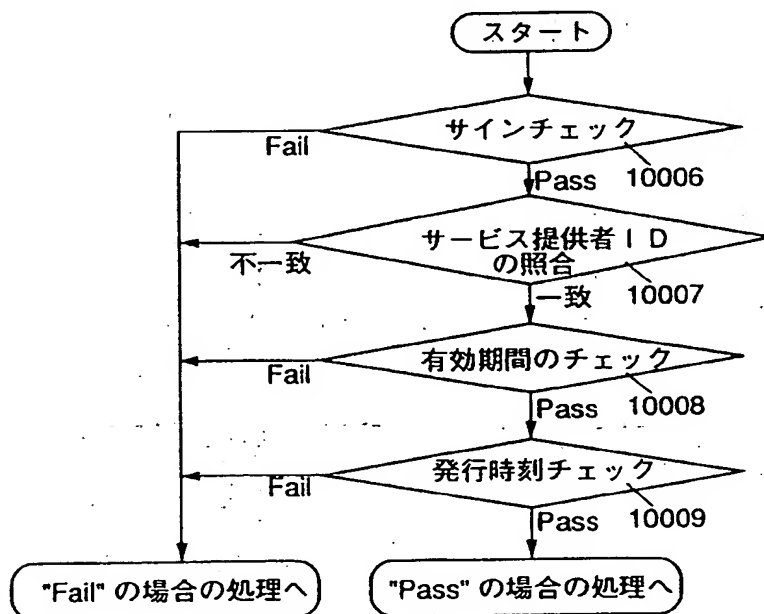 スタート
サインチェック
Fail
Pass
10006
サービス提供者ＩＤ
の照合
不一致
一致
10007
有効期間のチェック
Fail
Pass
10008
発行時刻チェック
Fail
Pass
10009
"Fail" の場合の処理へ
"Pass" の場合の処理へ